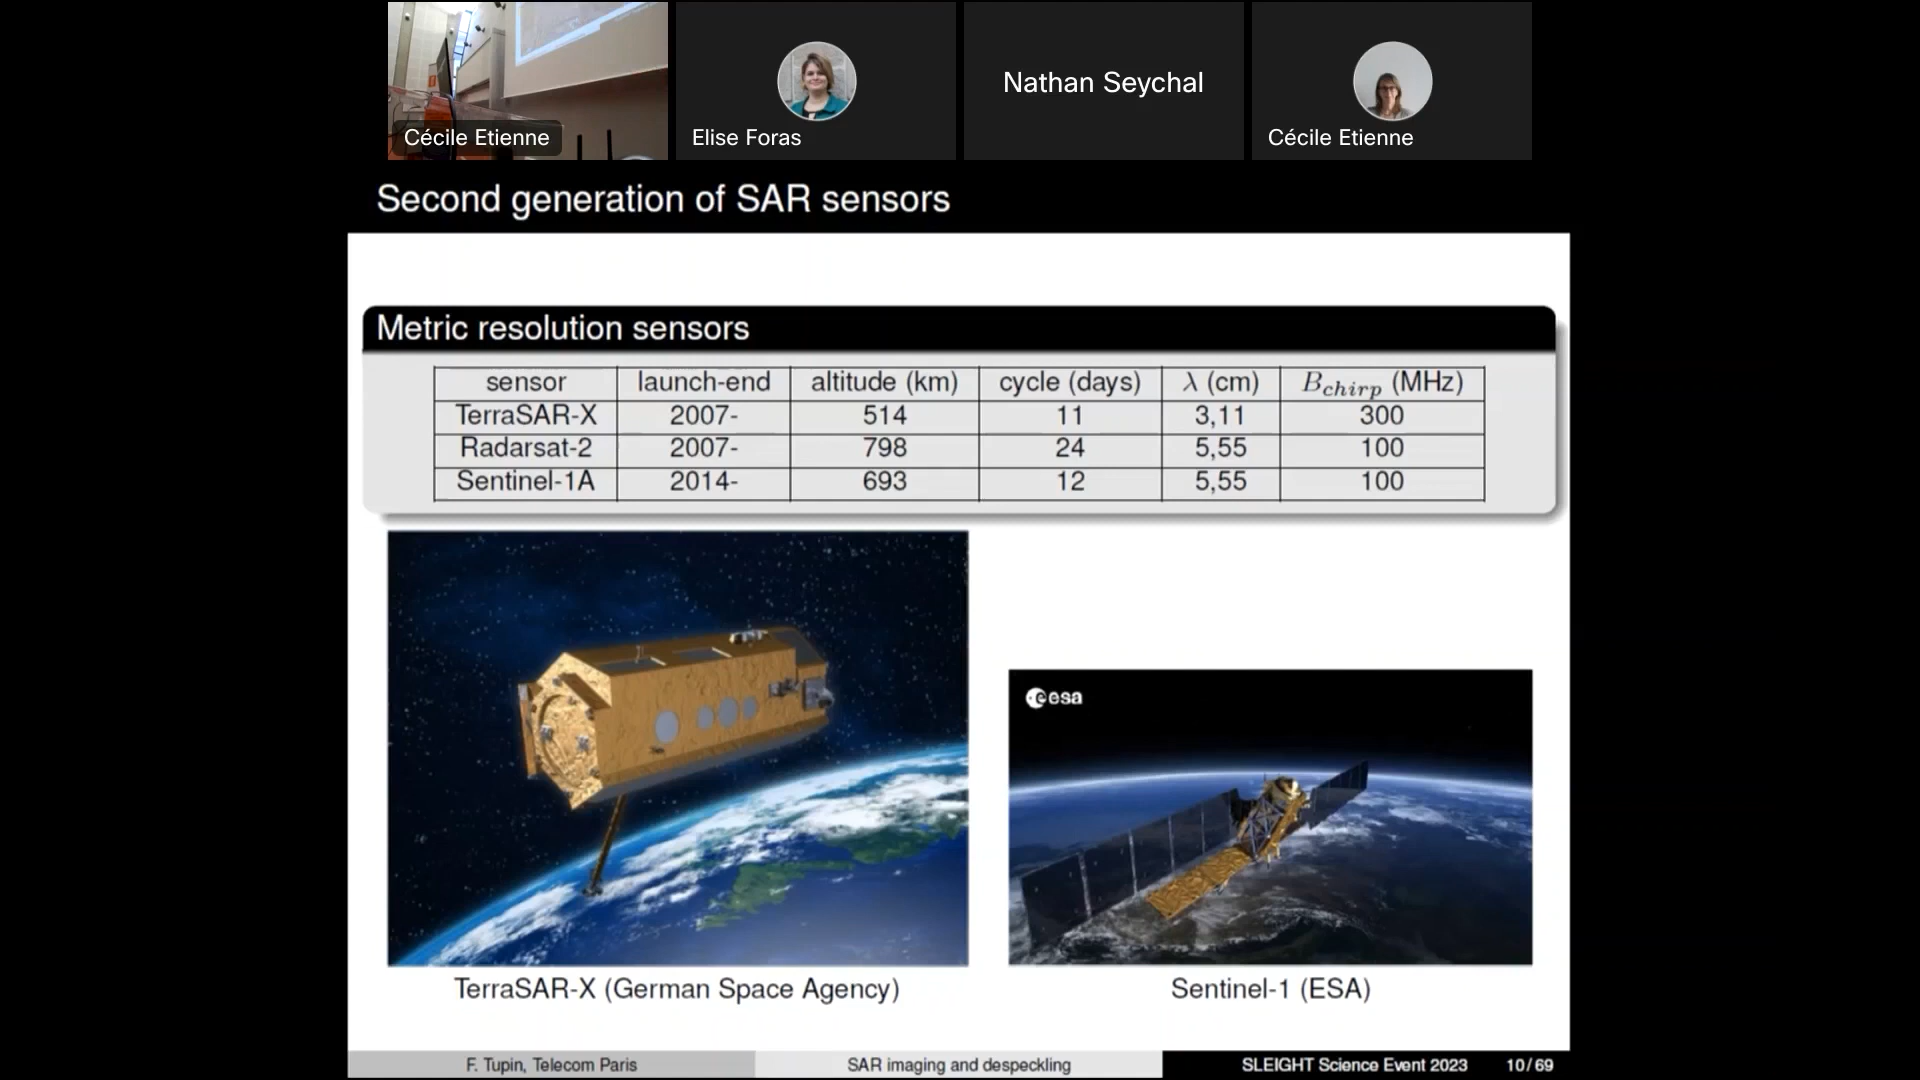 Cécile Etienne
Elise Foras
Nathan Seychal
Cécile Etienne
Second generation of SAR sensors
Metric resolution sensors
sensor launch-end altitude (km) cycle (days) λ (cm) B_chirp (MHz)
TerraSAR-X 2007- 514 11 3,11 300
Radarsat-2 2007- 798 24 5,55 100
Sentinel-1A 2014- 693 12 5,55 100
esa
TerraSAR-X (German Space Agency)
Sentinel-1 (ESA)
F. Tupin, Telecom Paris
SAR imaging and despeckling
SLEIGHT Science Event 2023
10/69